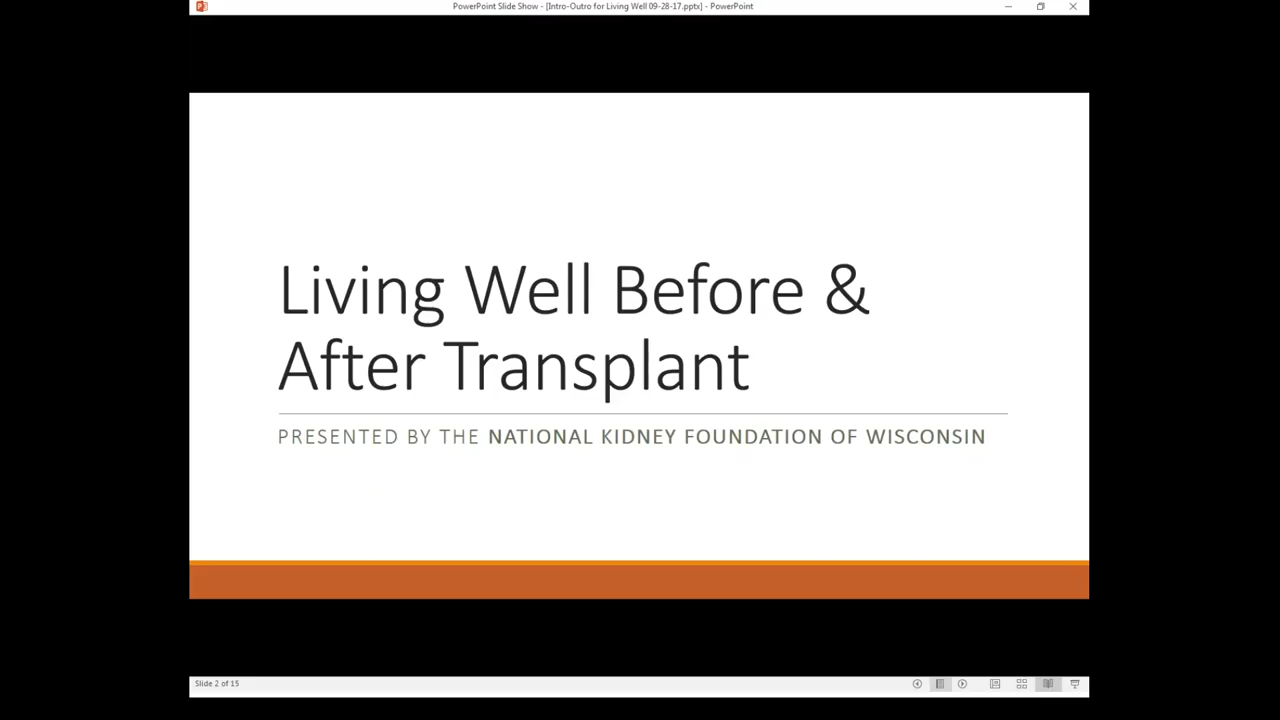 PowerPoint Slide Show - [Intro-Outro for Living Well 09-28-17.pptx] - PowerPoint
Living Well Before &
After Transplant
PRESENTED BY THE NATIONAL KIDNEY FOUNDATION OF WISCONSIN
Slide 2 of 15